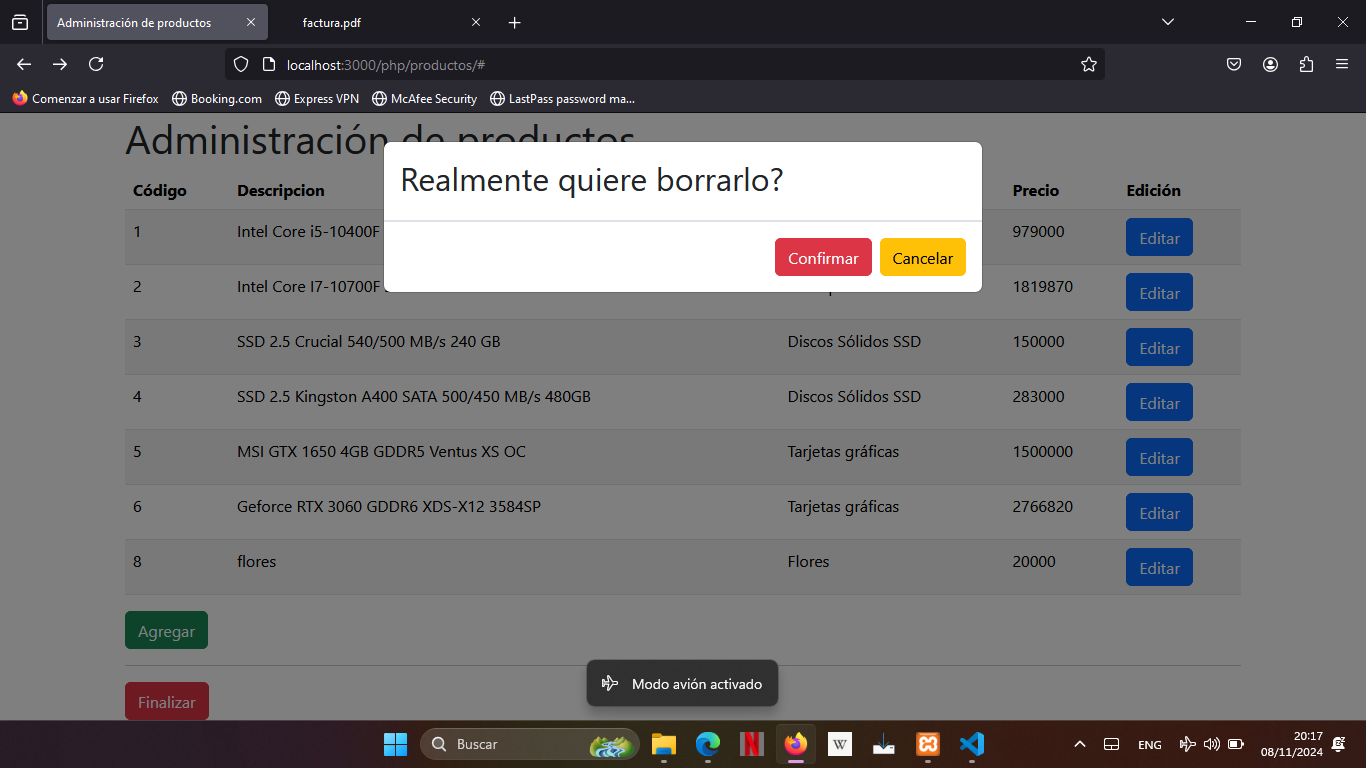 Administración de productos
factura.pdf
localhost:3000/php/productos/#
Comenzar a usar Firefox
Booking.com
Express VPN
McAfee Security
LastPass password ma...
Administración de productos
Realmente quiere borrarlo?
Confirmar
Cancelar
Código Descripcion Precio Edición
1 Intel Core i5-10400F 979000 Editar
2 Intel Core I7-10700F 1819870 Editar
3 SSD 2.5 Crucial 540/500 MB/s 240 GB Discos Sólidos SSD 150000 Editar
4 SSD 2.5 Kingston A400 SATA 500/450 MB/s 480GB Discos Sólidos SSD 283000 Editar
5 MSI GTX 1650 4GB GDDR5 Ventus XS OC Tarjetas gráficas 1500000 Editar
6 Geforce RTX 3060 GDDR6 XDS-X12 3584SP Tarjetas gráficas 2766820 Editar
8 flores Flores 20000 Editar
Agregar
Modo avión activado
Finalizar
Buscar
N
W
ENG
20:17
08/11/2024